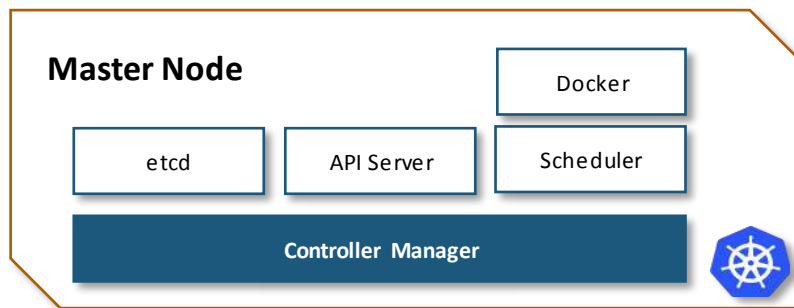 Master Node
Docker
etcd
API Server
Scheduler
Controller Manager